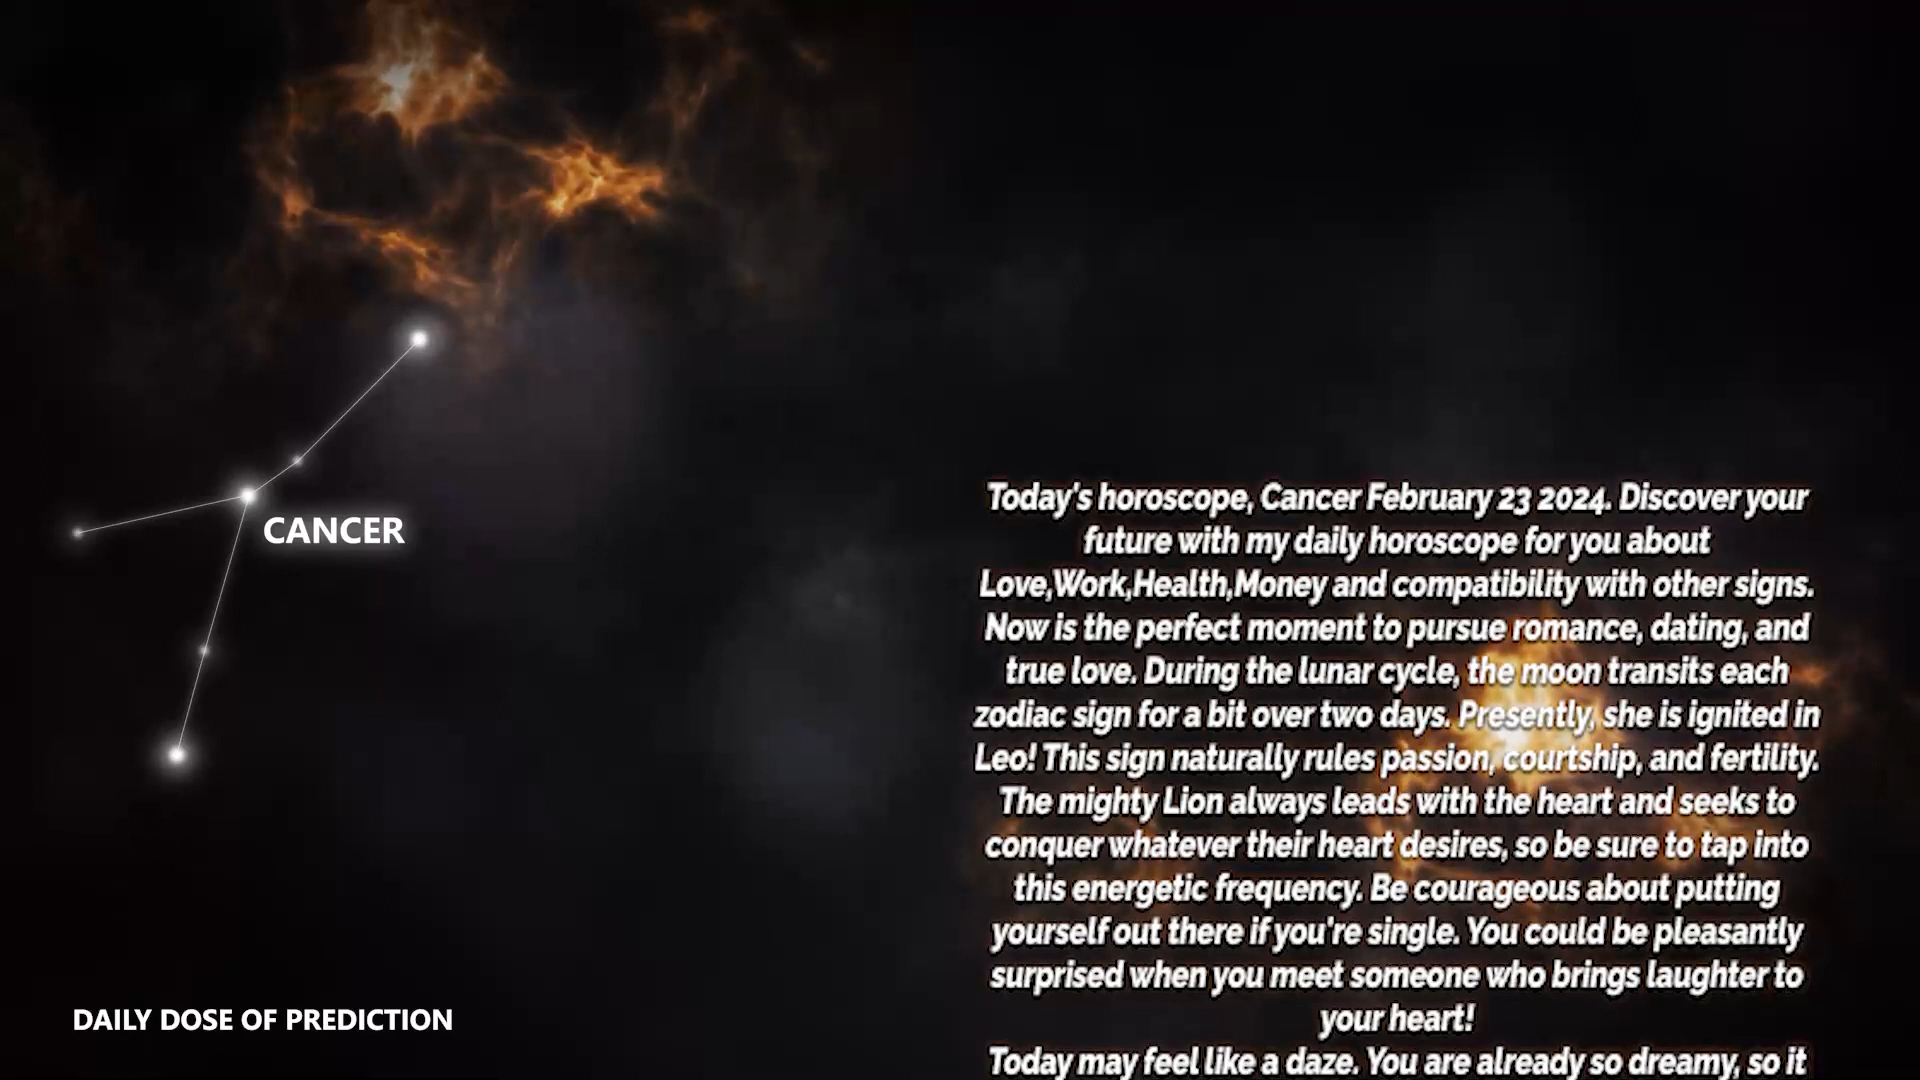 CANCER
DAILY DOSE OF PREDICTION
Today's horoscope, Cancer February 23 2024. Discover your
future with my daily horoscope for you about
Love,Work,Health,Money and compatibility with other signs.
Now is the perfect moment to pursue romance, dating, and
true love. During the lunar cycle, the moon transits each
zodiac sign for a bit over two days. Presently, she is ignited in
Leo! This sign naturally rules passion, courtship, and fertility.
The mighty Lion always leads with the heart and seeks to
conquer whatever their heart desires, so be sure to tap into
this energetic frequency. Be courageous about putting
yourself out there if you're single. You could be pleasantly
surprised when you meet someone who brings laughter to
your heart!
Today may feel like a daze. You are already so dreamy, so it